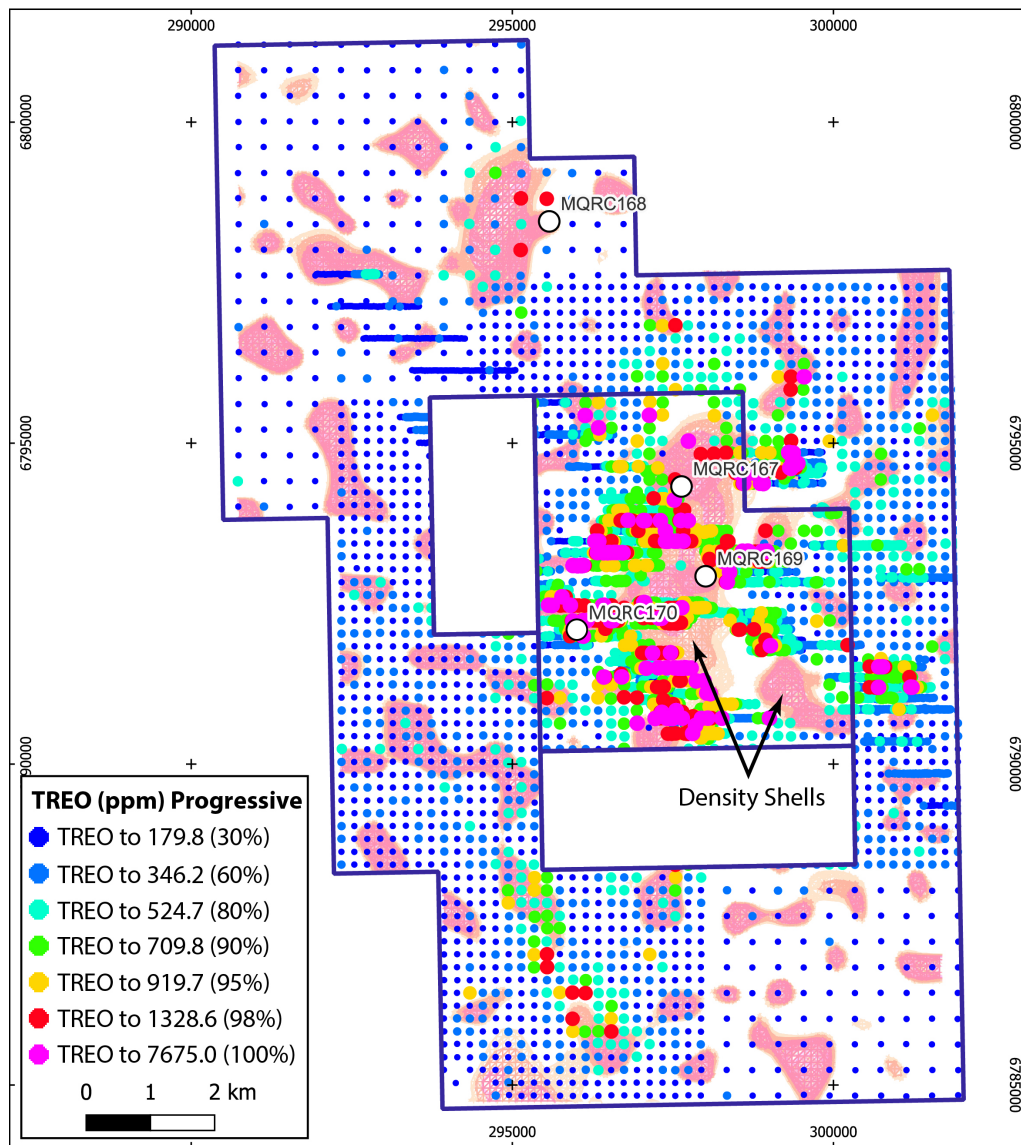 290000
295000
300000
6800000
6800000
MQRC168
6795000
6795000
MQRC167
MQRC169
MQRC170
90000
6790000
Density Shells
TREO (ppm) Progressive
TREO to 179.8 (30%)
TREO to 346.2 (60%)
TREO to 524.7 (80%)
TREO to 709.8 (90%)
TREO to 919.7 (95%)
TREO to 1328.6 (98%)
TREO to 7675.0 (100%)
0 1 2 km
6785000
295000
300000